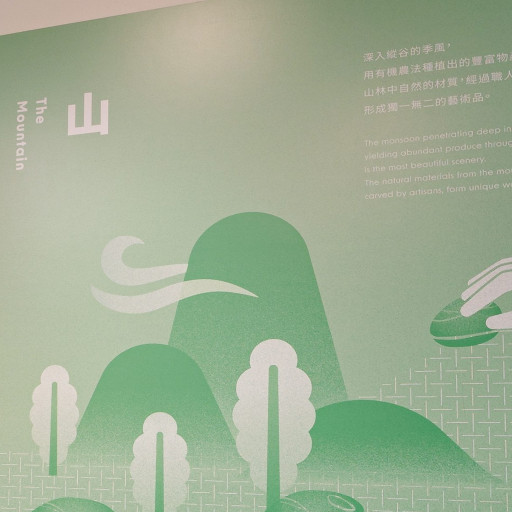 山
The
Mountain
深入縱谷的季風，
用有機農法種植出的豐富物
山林中自然的材質，經過職人
形成獨一無二的藝術品。
The monsoon penetrating deep in
yielding abundant produce throug
is the most beautiful scenery.
The natural materials from the mo
carved by artisans, form unique w